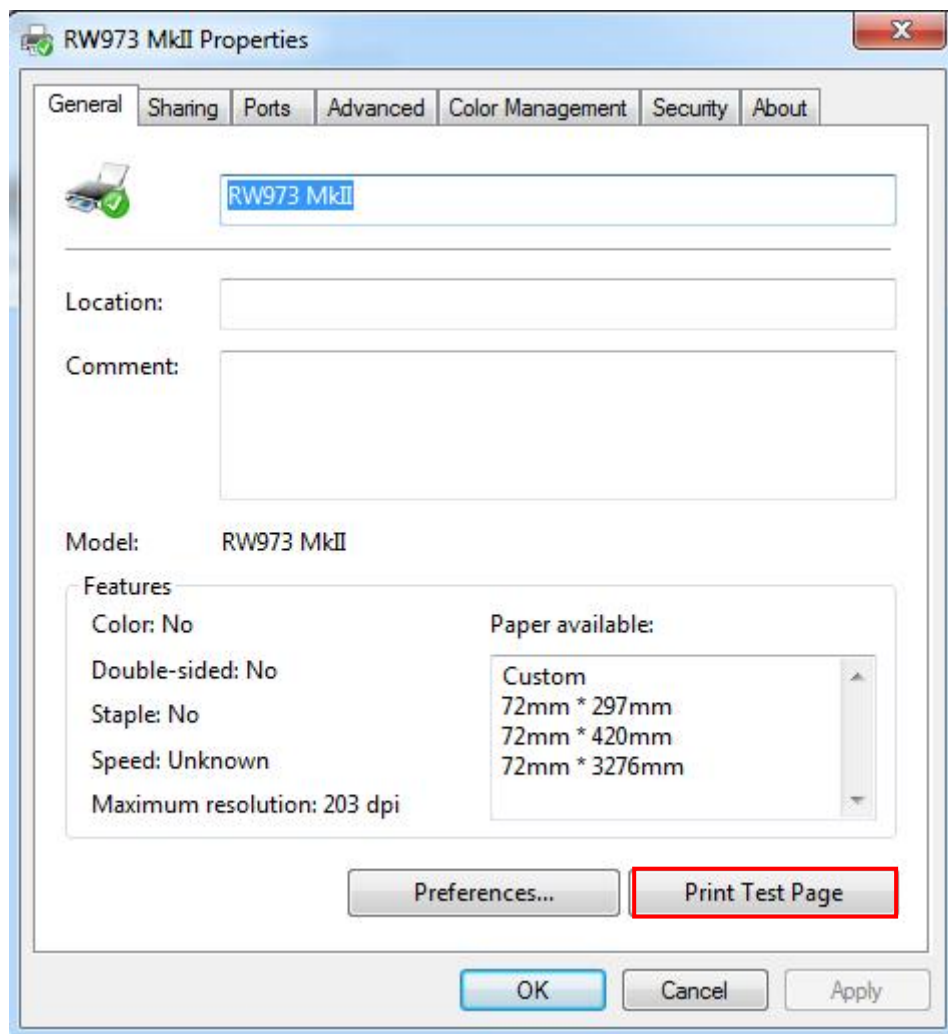 RW973 MkII Properties
General Sharing Ports Advanced Color Management Security About
RW973 MkII
Location:
Comment:
Model: RW973 MkII
Features
Color: No
Double-sided: No
Staple: No
Speed: Unknown
Maximum resolution: 203 dpi
Paper available:
Custom
72mm * 297mm
72mm * 420mm
72mm * 3276mm
Preferences... Print Test Page
OK Cancel Apply